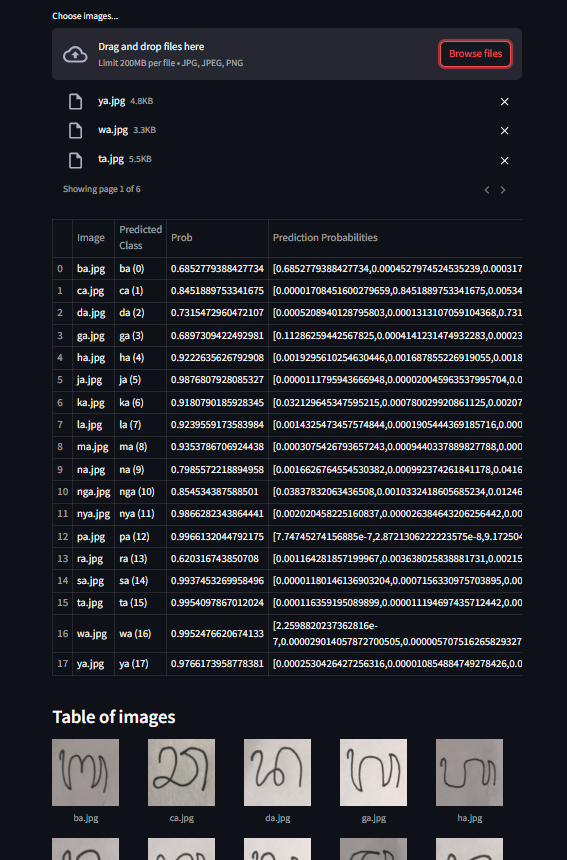 Choose images...
Drag and drop files here
Limit 200MB per file • JPG, JPEG, PNG
Browse files
ya.jpg 4.8KB
wa.jpg 3.3KB
ta.jpg 5.5KB
Showing page 1 of 6
Image Predicted Class Prob Prediction Probabilities
0 ba.jpg ba (0) 0.6852779388427734 [0.6852779388427734,0.0004527974524535239,0.000317
1 ca.jpg ca (1) 0.8451889753341675 [0.0000170845160027965​9,0.8451889753341675,0.00534
2 da.jpg da (2) 0.7315472960472107 [0.0005208940128795803,0.0001313107059104368,0.731
3 ga.jpg ga (3) 0.6897309422492981 [0.11286259442567825,0.0004141231474932283,0.00023
4 ha.jpg ha (4) 0.9222635626792908 [0.0019295610254630446,0.001687855226919055,0.0018
5 ja.jpg ja (5) 0.9876807928085327 [0.0000111795943666948,0.000020045963537995704,0.0
6 ka.jpg ka (6) 0.9180790185928345 [0.032129645347595215,0.000780029920861125,0.00207
7 la.jpg la (7) 0.9239559173583984 [0.0014325473457574844,0.0001905444369185716,0.000
8 ma.jpg ma (8) 0.9353786706924438 [0.0003075426793657243,0.0009440337889827788,0.000
9 na.jpg na (9) 0.7985572218894958 [0.0016626764554530382,0.000992374261841178,0.0416
10 nga.jpg nga (10) 0.854534387588501 [0.03837832063436508,0.0010332418605685234,0.01246
11 nya.jpg nya (11) 0.9866282343864441 [0.002020458225160837,0.0000263846432062564​42,0.000
12 pa.jpg pa (12) 0.9966132044792175 [7.74745274156885e-7,2.8721306222223575e-8,9.172504
13 ra.jpg ra (13) 0.620316743850708 [0.001164281857199967,0.003638025838881731,0.00215
14 sa.jpg sa (14) 0.9937453269958496 [0.00001180146136903204,0.0007156330975703895,0.00
15 ta.jpg ta (15) 0.9954097867012024 [0.000116359195089899,0.000011194697435712442,0.00
16 wa.jpg wa (16) 0.9952476620674133 [2.2598820237362816e-
7,0.000029014057872700505,0.000005707516265829327
17 ya.jpg ya (17) 0.9766173958778381 [0.0002530426427256316,0.000010854884749278426,0.0
Table of images
ba.jpg ca.jpg da.jpg ga.jpg ha.jpg